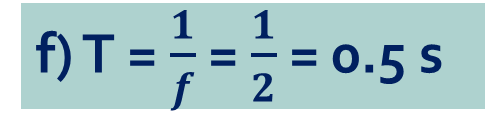 f) T = 1/f = 1/2 = 0.5 s